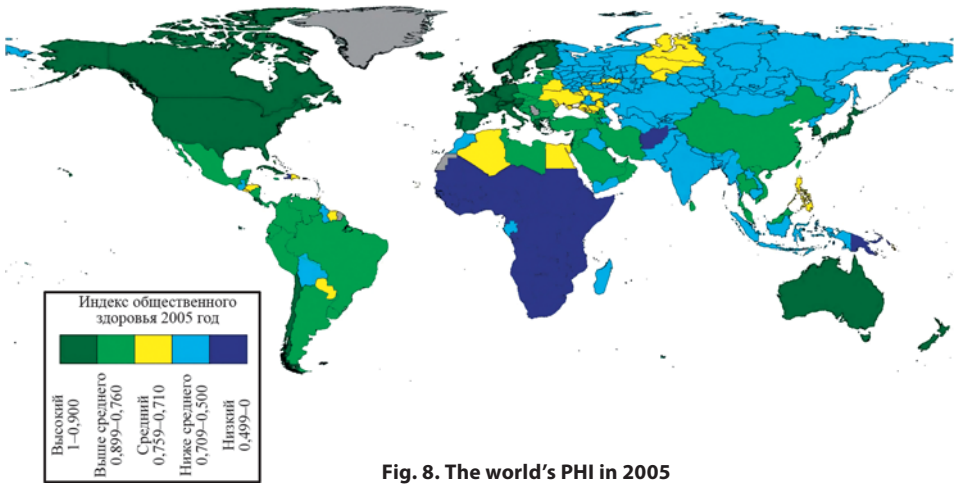 Индекс общественного
здоровья 2005 год
Высокий
1–0,900
Выше среднего
0,899–0,760
Средний
0,759–0,710
Ниже среднего
0,709–0,500
Низкий
0,499–0
Fig. 8. The world's PHI in 2005